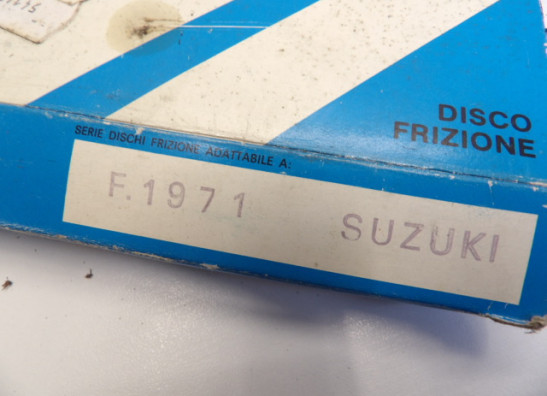 DISCO
FRIZIONE
SERIE DISCHI FRIZIONE ADATTABILE A:
F.1971 SUZUKI